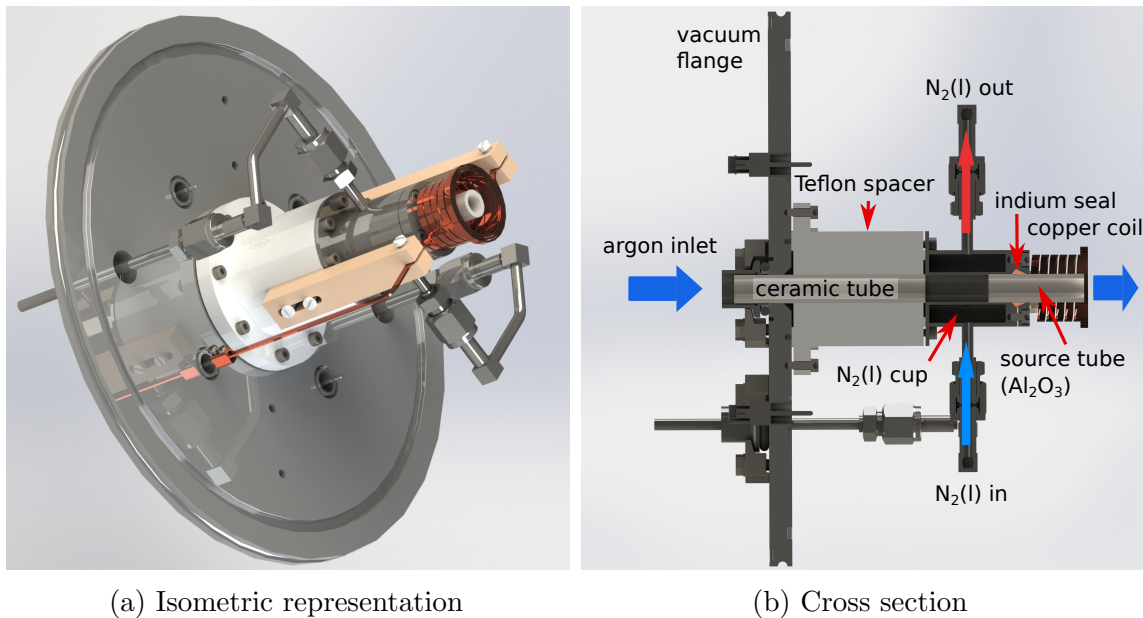 vacuum
flange
N₂(l) out
Teflon spacer
indium seal
copper coil
argon inlet
ceramic tube
source tube
(Al₂O₃)
N₂(l) cup
N₂(l) in
(a) Isometric representation
(b) Cross section